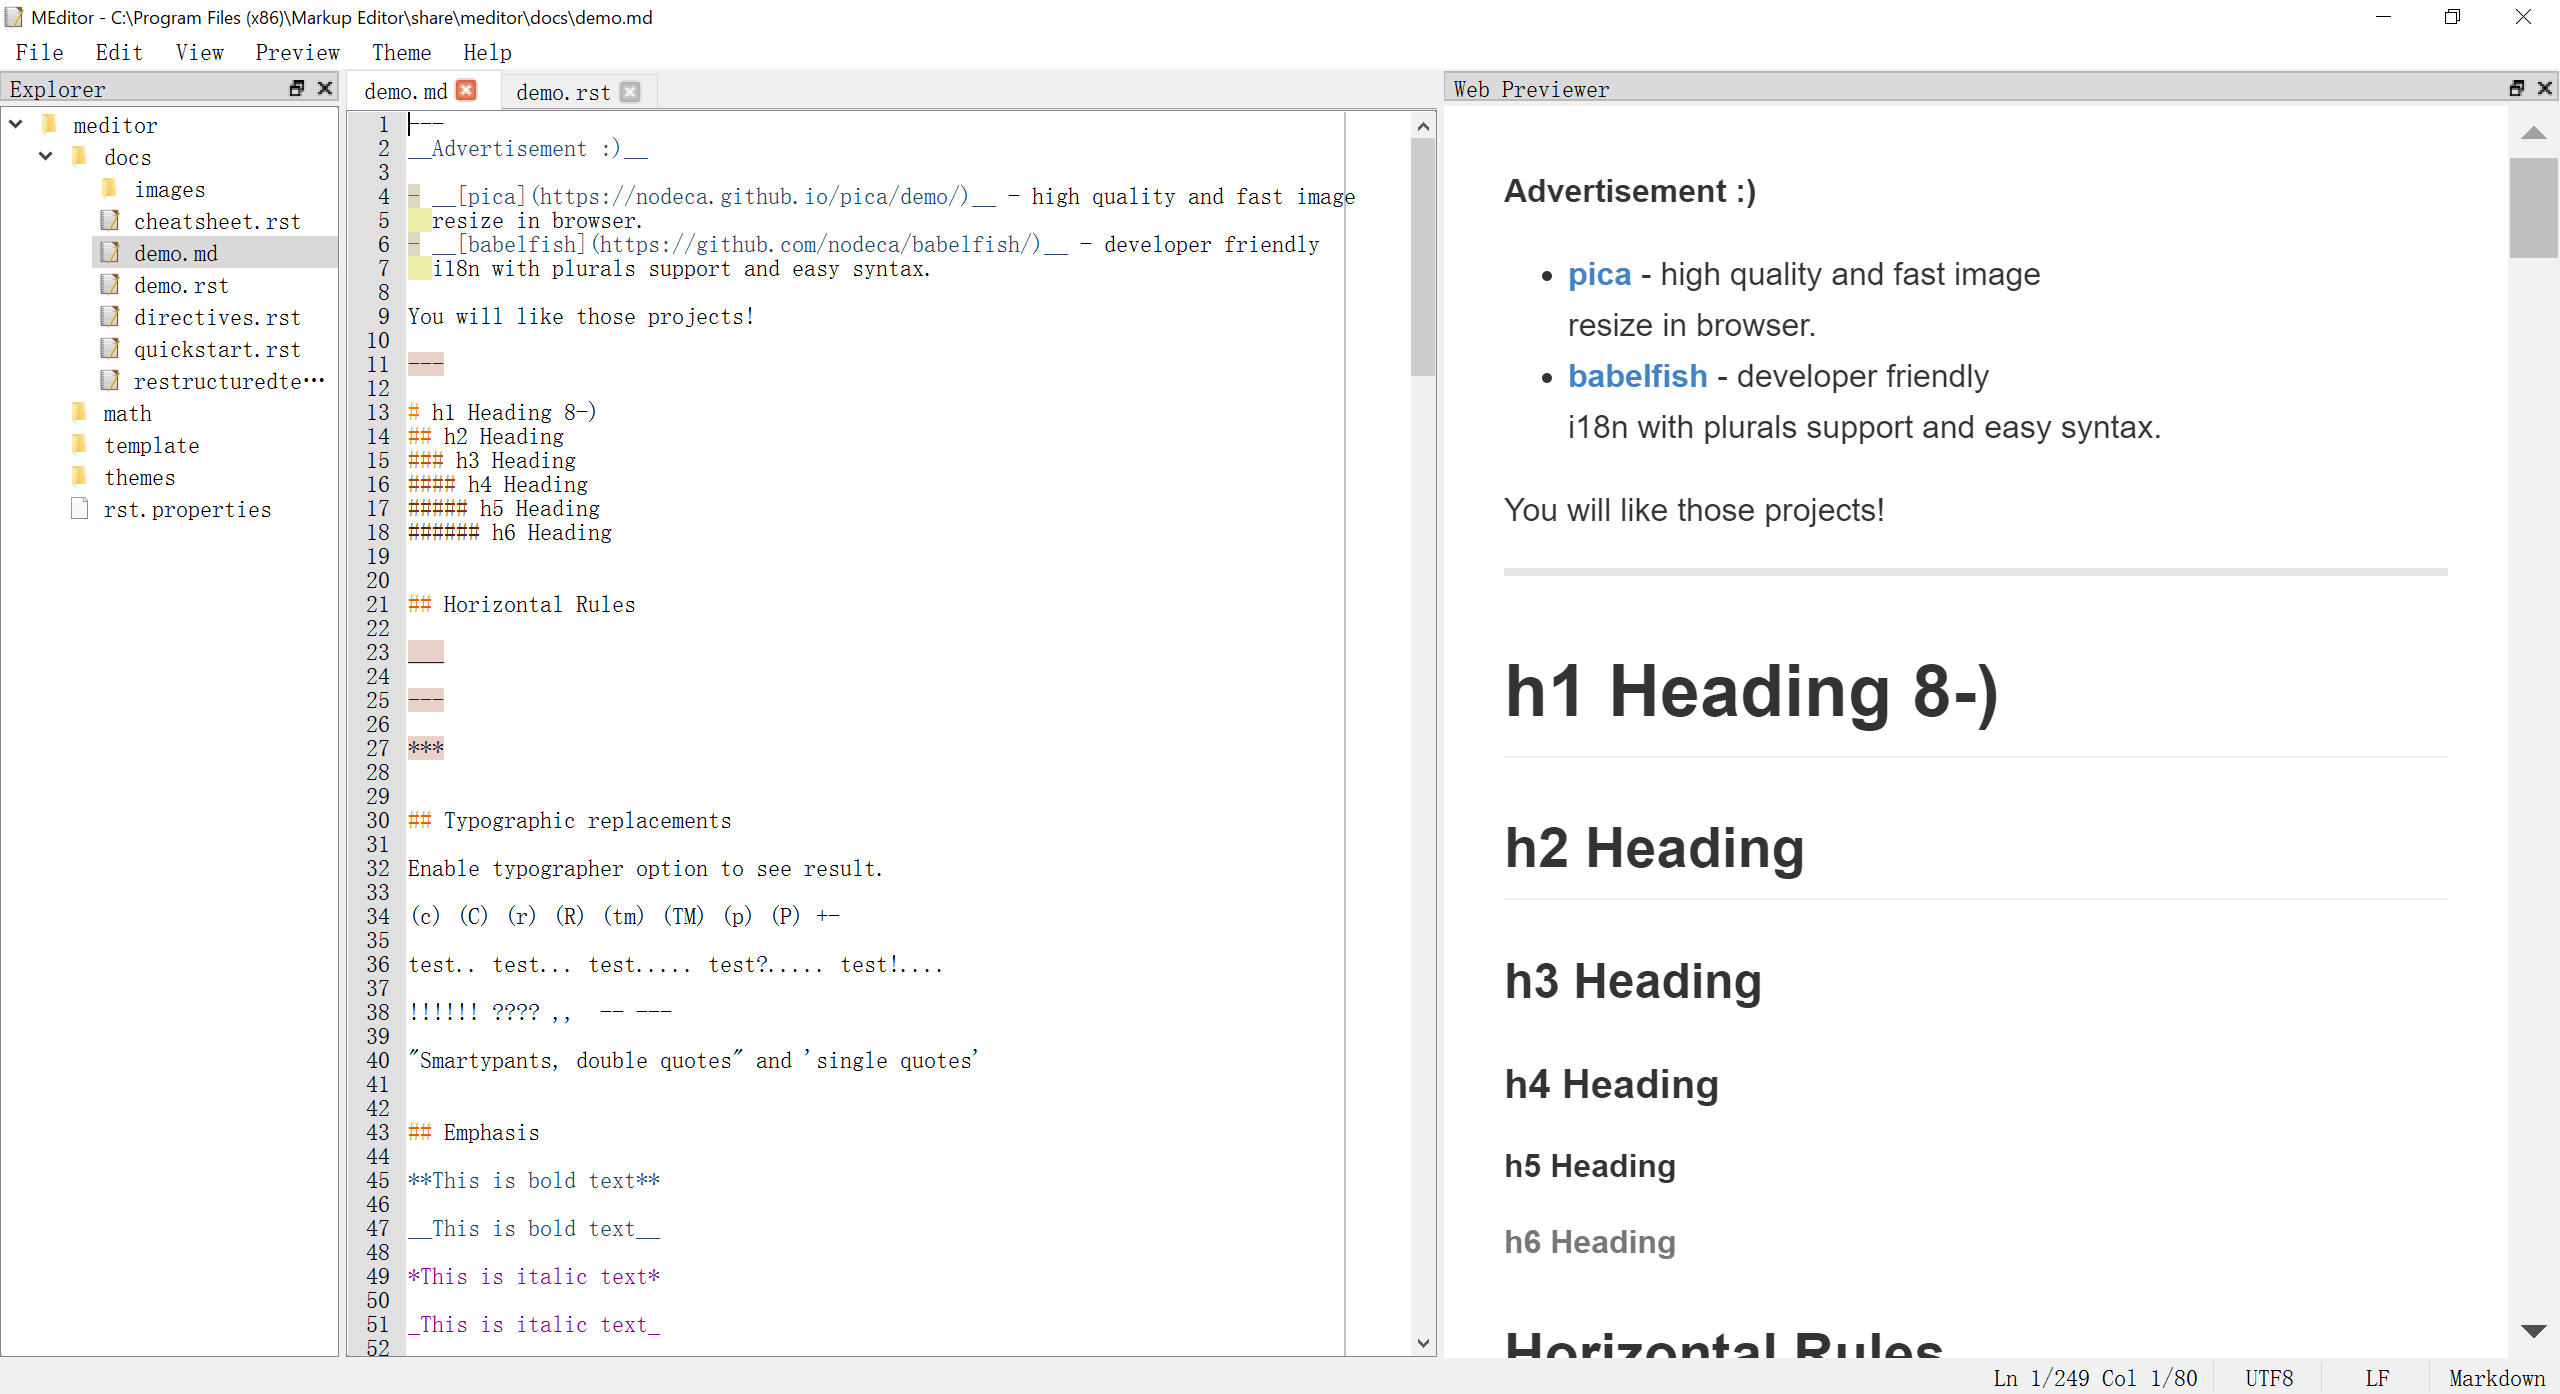 MEditor - C:\Program Files (x86)\Markup Editor\share\meditor\docs\demo.md
File Edit View Preview Theme Help
Explorer
meditor
docs
images
cheatsheet.rst
demo.md
demo.rst
directives.rst
quickstart.rst
restructuredte···
math
template
themes
rst.properties
demo.md demo.rst
1 ---
2 __Advertisement :)__
3
4 - __[pica](https://nodeca.github.io/pica/demo/)__ - high quality and fast image
5 resize in browser.
6 - __[babelfish](https://github.com/nodeca/babelfish/)__ - developer friendly
7 i18n with plurals support and easy syntax.
8
9 You will like those projects!
10
11 ---
12
13 # h1 Heading 8-)
14 ## h2 Heading
15 ### h3 Heading
16 #### h4 Heading
17 ##### h5 Heading
18 ###### h6 Heading
19
20
21 ## Horizontal Rules
22
23 ___
24
25 ---
26
27 ***
28
29
30 ## Typographic replacements
31
32 Enable typographer option to see result.
33
34 (c) (C) (r) (R) (tm) (TM) (p) (P) +-
35
36 test.. test... test..... test?..... test!....
37
38 !!!!!! ???? ,,  -- ---
39
40 "Smartypants, double quotes" and 'single quotes'
41
42
43 ## Emphasis
44
45 **This is bold text**
46
47 __This is bold text__
48
49 *This is italic text*
50
51 _This is italic text_
52
Web Previewer
Advertisement :)
• pica - high quality and fast image
resize in browser.
• babelfish - developer friendly
i18n with plurals support and easy syntax.
You will like those projects!
h1 Heading 8-)
h2 Heading
h3 Heading
h4 Heading
h5 Heading
h6 Heading
Horizontal Rules
Ln 1/249 Col 1/80 UTF8 LF Markdown